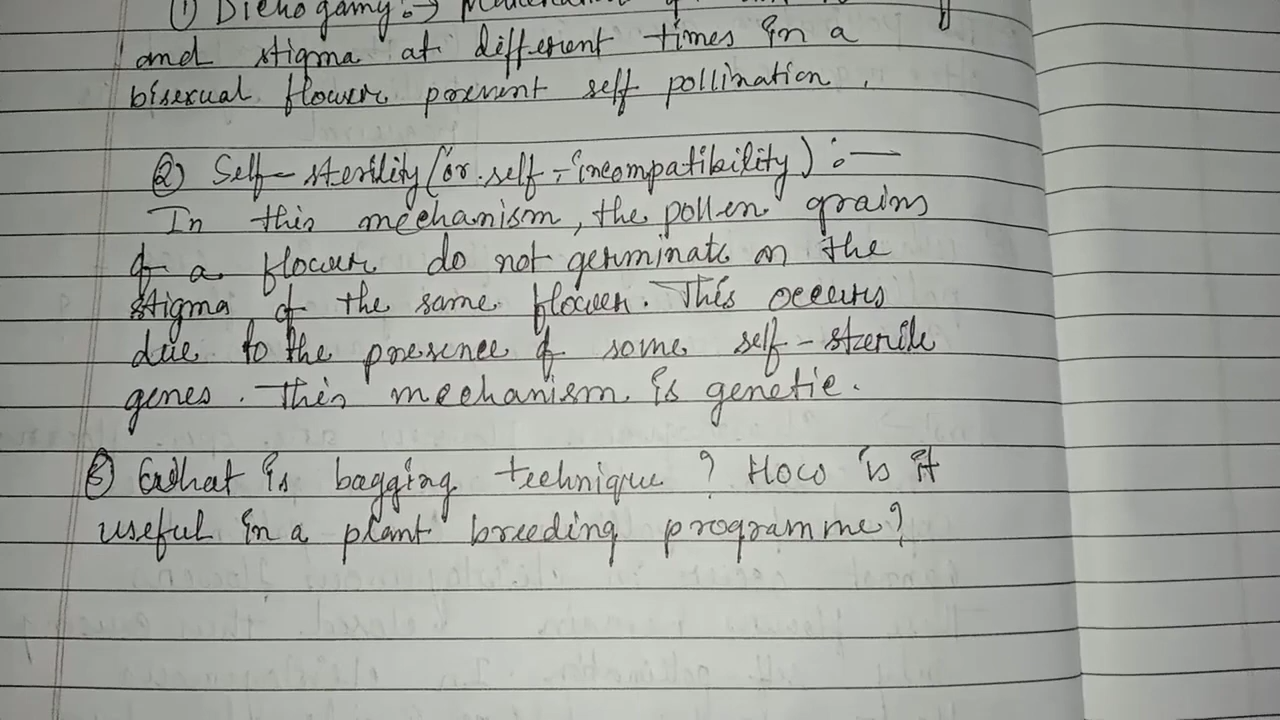 (1) Dichogamy :→
and stigma at different times in a
bisexual flower prevent self pollination.
(2) Self-sterility (or self-incompatibility) :—
In this mechanism, the pollen grains
of a flower do not germinate on the
stigma of the same flower. This occurs
due to the presence of some self-sterile
genes. This mechanism is genetic.
What is bagging technique? How is it
useful in a plant breeding programme?